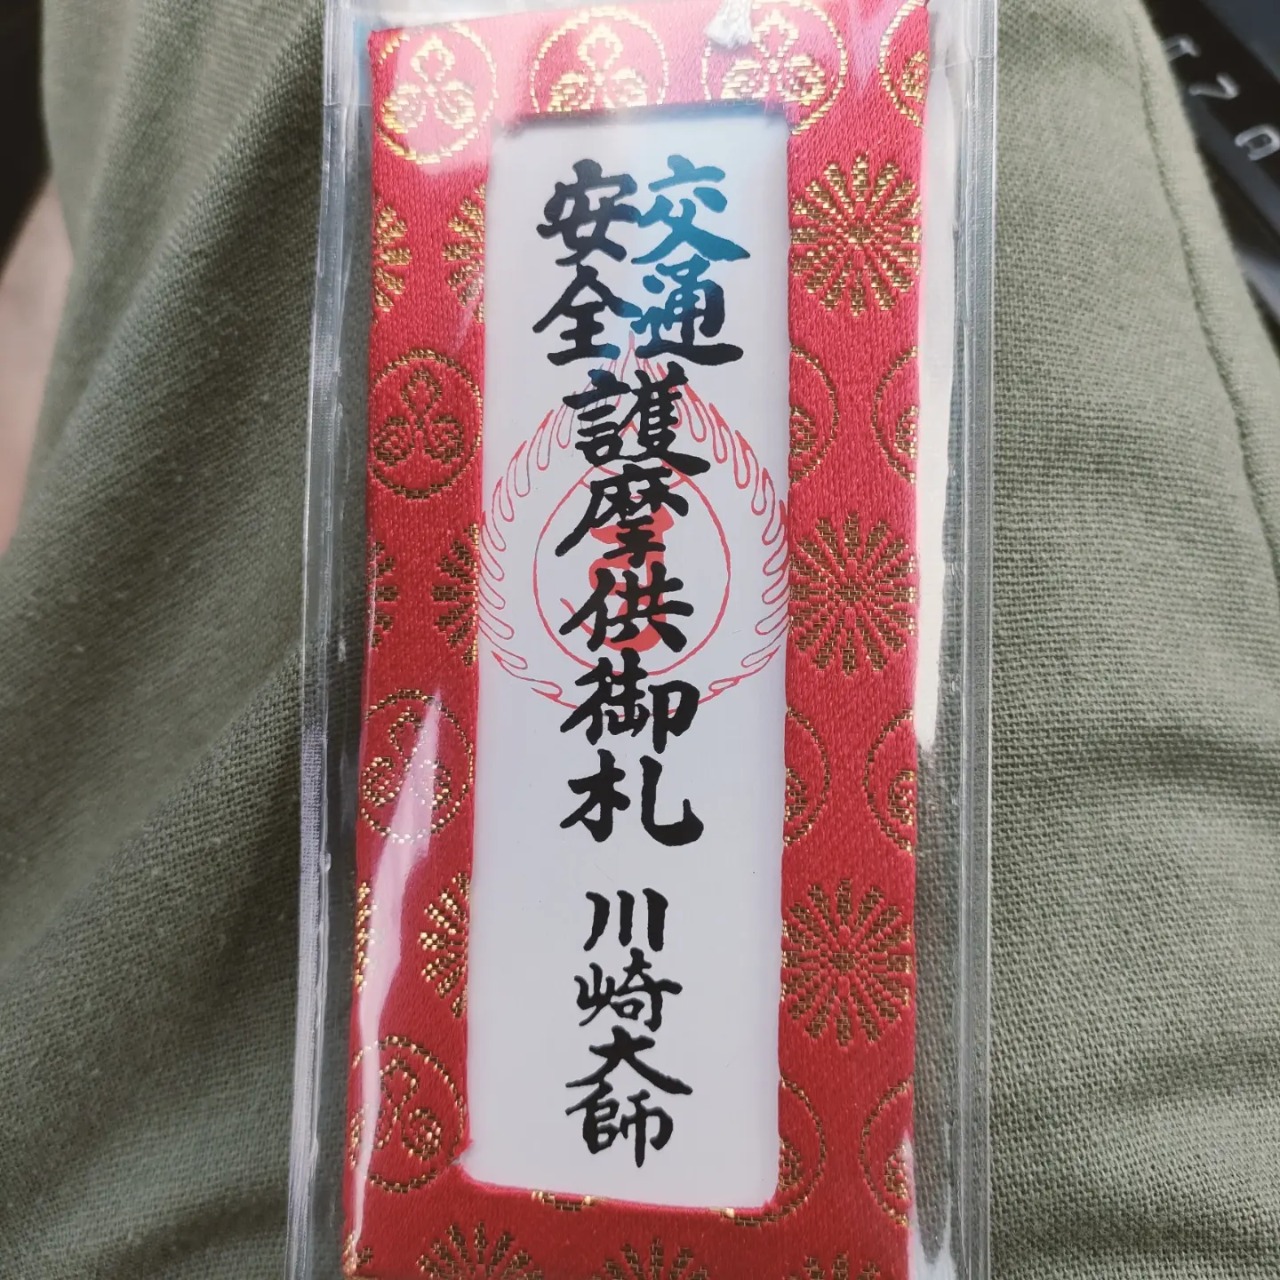 交通
安全
護摩供御札
川崎大師